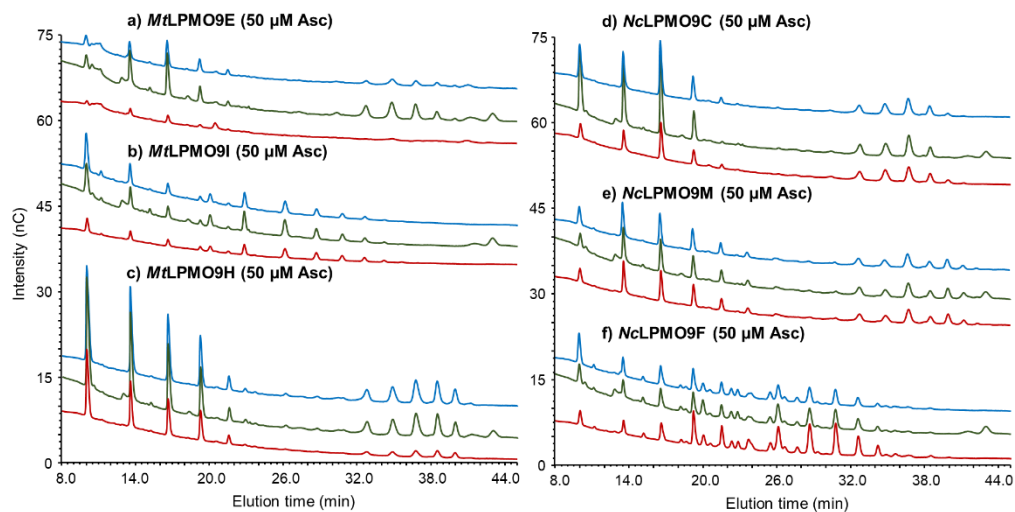 a) MtLPMO9E (50 µM Asc)
75
60
b) MtLPMO9I (50 µM Asc)
45
Intensity (nC)
c) MtLPMO9H (50 µM Asc)
30
15
0
8.0 14.0 20.0 26.0 32.0 38.0 44.0
Elution time (min)
d) NcLPMO9C (50 µM Asc)
75
60
e) NcLPMO9M (50 µM Asc)
45
30
f) NcLPMO9F (50 µM Asc)
15
0
8.0 14.0 20.0 26.0 32.0 38.0 44.0
Elution time (min)